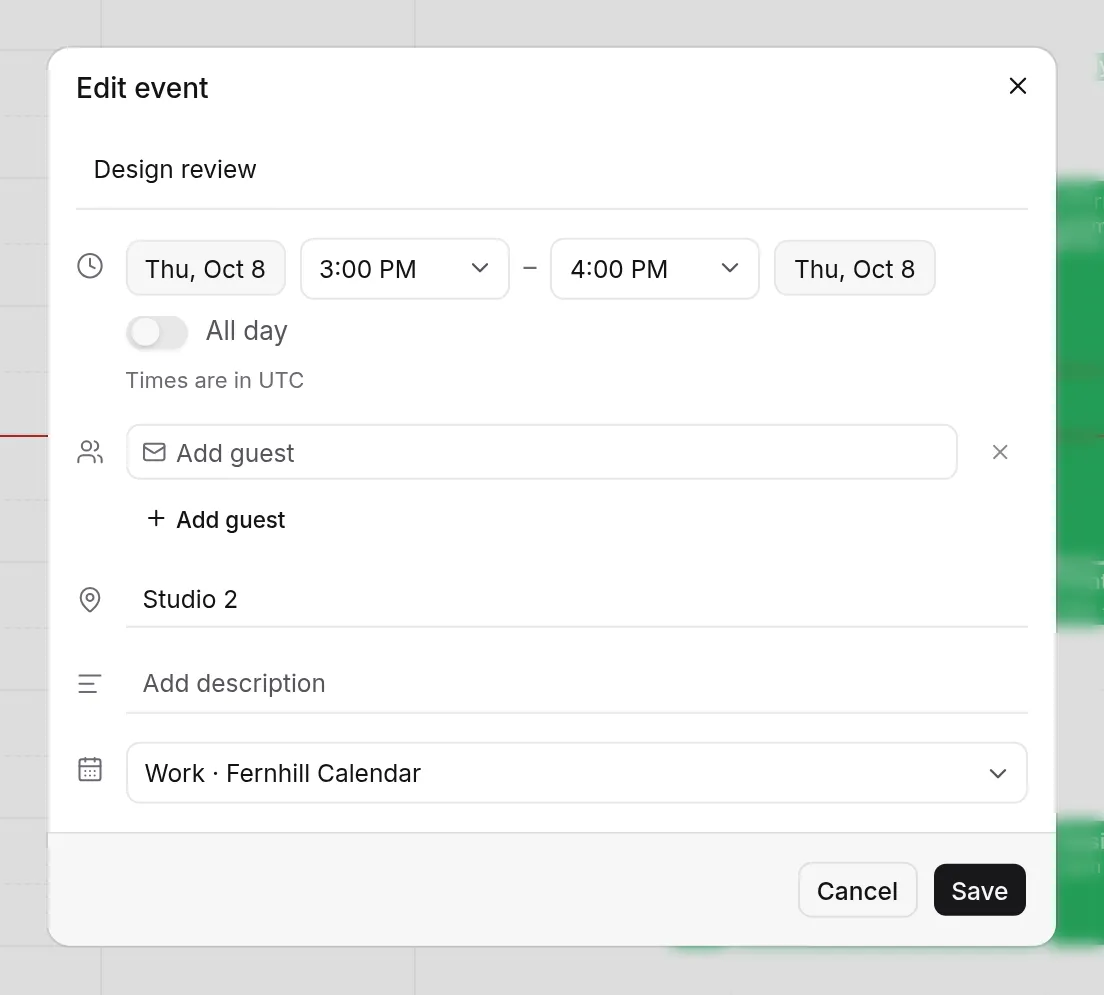 Edit event
Design review
Thu, Oct 8 3:00 PM – 4:00 PM Thu, Oct 8
All day
Times are in UTC
Add guest
Add guest
Studio 2
Add description
Work · Fernhill Calendar
Cancel Save